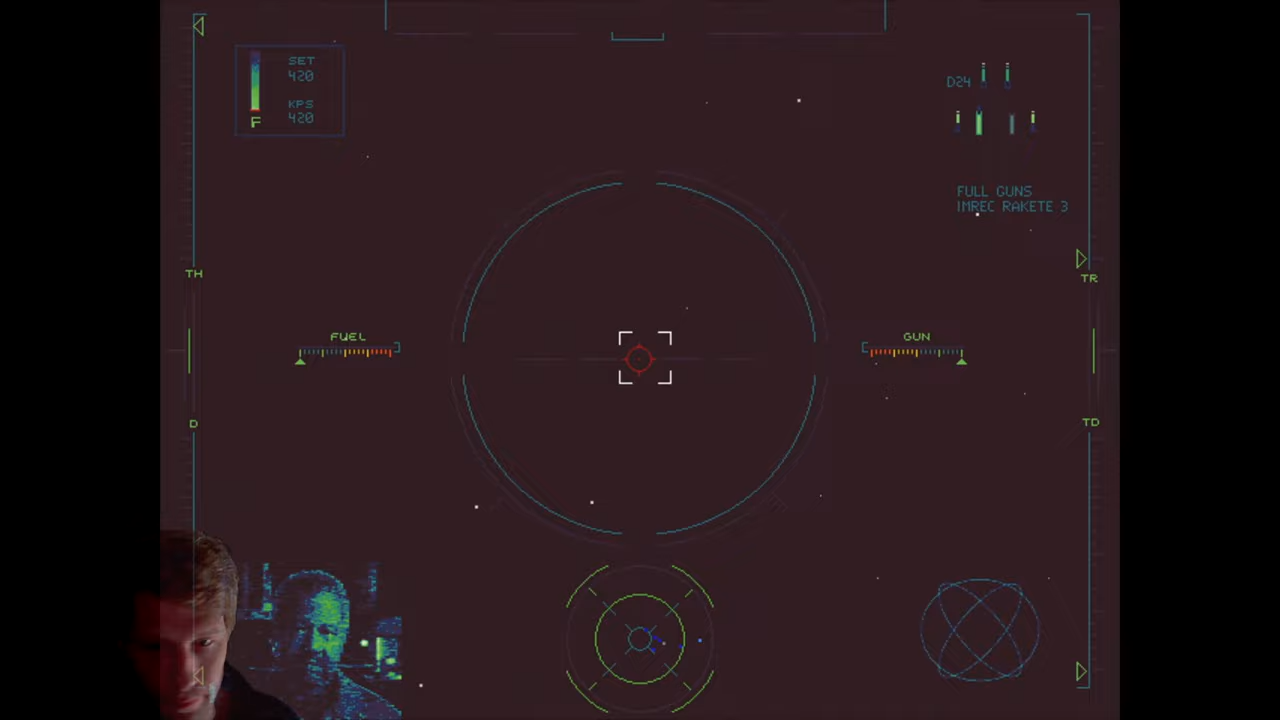 SET
420
KPS
420
F
D24
FULL GUNS
IMREC RAKETE 3
TH
TR
FUEL
GUN
D
TD